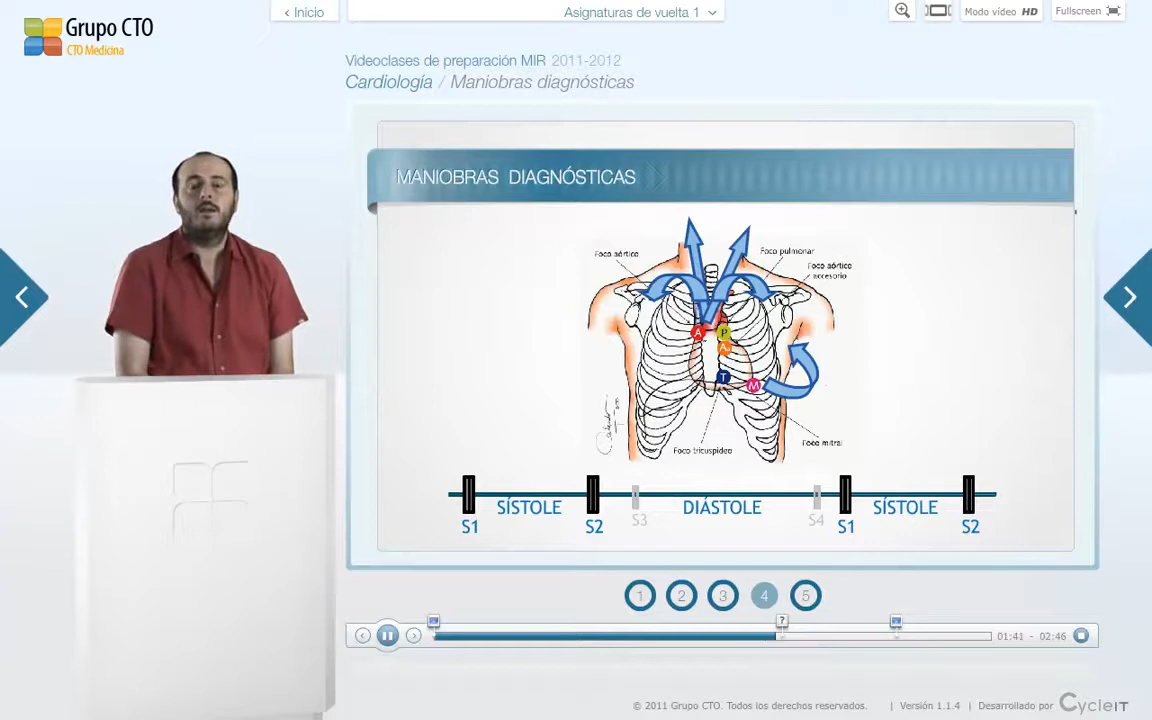 Grupo CTO
CTO Medicina
‹ Inicio
Asignaturas de vuelta 1
Modo vídeo HD
Fullscreen
Videoclases de preparación MIR 2011-2012
Cardiología / Maniobras diagnósticas
MANIOBRAS DIAGNÓSTICAS
Foco aórtico
Foco pulmonar
Foco aórtico
accesorio
A
P
A
T
M
Foco mitral
Foco tricuspídeo
SÍSTOLE
DIÁSTOLE
SÍSTOLE
S1
S2
S3
S4
S1
S2
1
2
3
4
5
?
01:41 - 02:46
© 2011 Grupo CTO. Todos los derechos reservados. | Versión 1.1.4 | Desarrollado por CycleIT